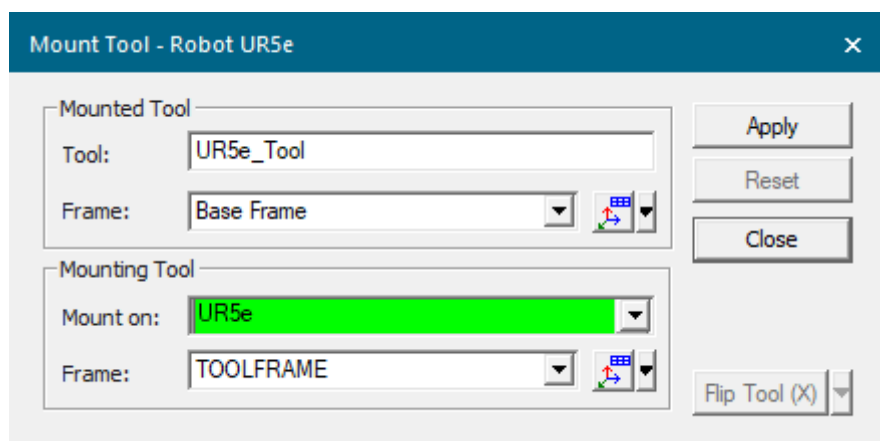 Mount Tool - Robot UR5e
Mounted Tool
Tool: UR5e_Tool
Frame: Base Frame
Mounting Tool
Mount on: UR5e
Frame: TOOLFRAME
Apply
Reset
Close
Flip Tool (X)